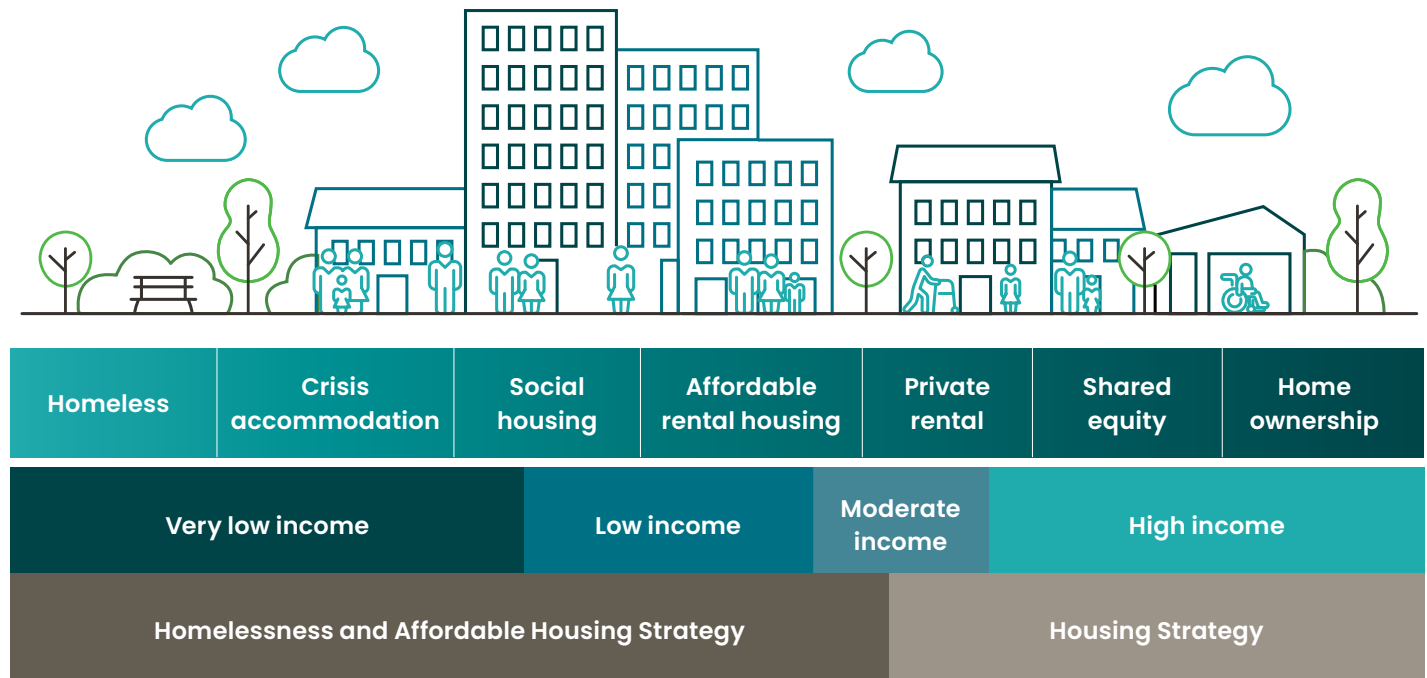 Homeless
Crisis
accommodation
Social
housing
Affordable
rental housing
Private
rental
Shared
equity
Home
ownership
Very low income
Low income
Moderate
income
High income
Homelessness and Affordable Housing Strategy
Housing Strategy